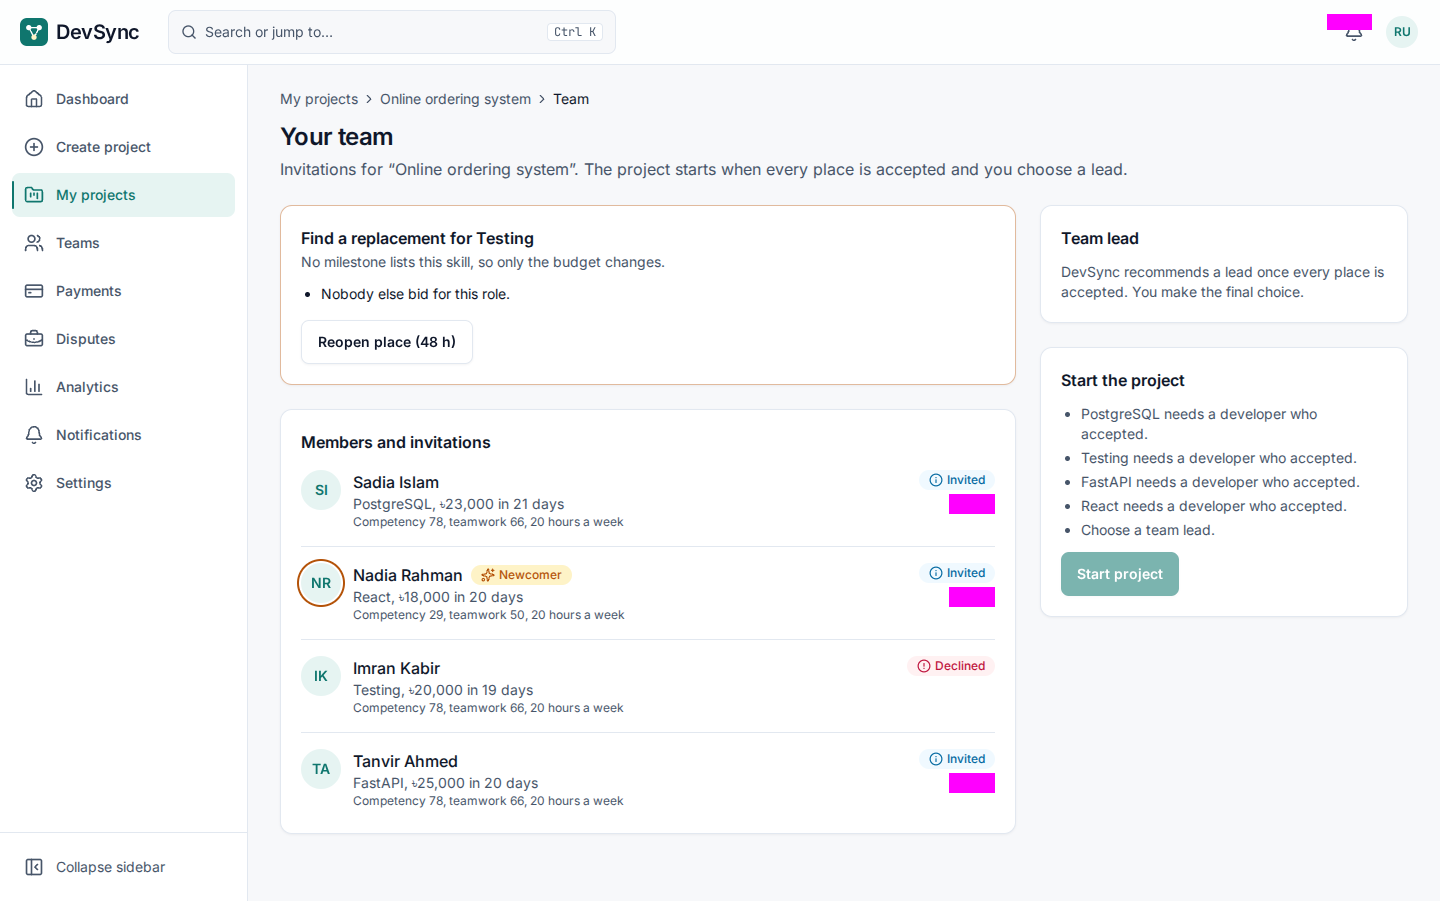 DevSync
Search or jump to...
Ctrl K
RU
Dashboard
Create project
My projects
Teams
Payments
Disputes
Analytics
Notifications
Settings
Collapse sidebar
My projects > Online ordering system > Team
Your team
Invitations for “Online ordering system”. The project starts when every place is accepted and you choose a lead.
Find a replacement for Testing
No milestone lists this skill, so only the budget changes.
• Nobody else bid for this role.
Reopen place (48 h)
Members and invitations
SI
Sadia Islam
Invited
PostgreSQL, ৳23,000 in 21 days
Competency 78, teamwork 66, 20 hours a week
NR
Nadia Rahman
Newcomer
Invited
React, ৳18,000 in 20 days
Competency 29, teamwork 50, 20 hours a week
IK
Imran Kabir
Declined
Testing, ৳20,000 in 19 days
Competency 78, teamwork 66, 20 hours a week
TA
Tanvir Ahmed
Invited
FastAPI, ৳25,000 in 20 days
Competency 78, teamwork 66, 20 hours a week
Team lead
DevSync recommends a lead once every place is
accepted. You make the final choice.
Start the project
• PostgreSQL needs a developer who
accepted.
• Testing needs a developer who accepted.
• FastAPI needs a developer who accepted.
• React needs a developer who accepted.
• Choose a team lead.
Start project